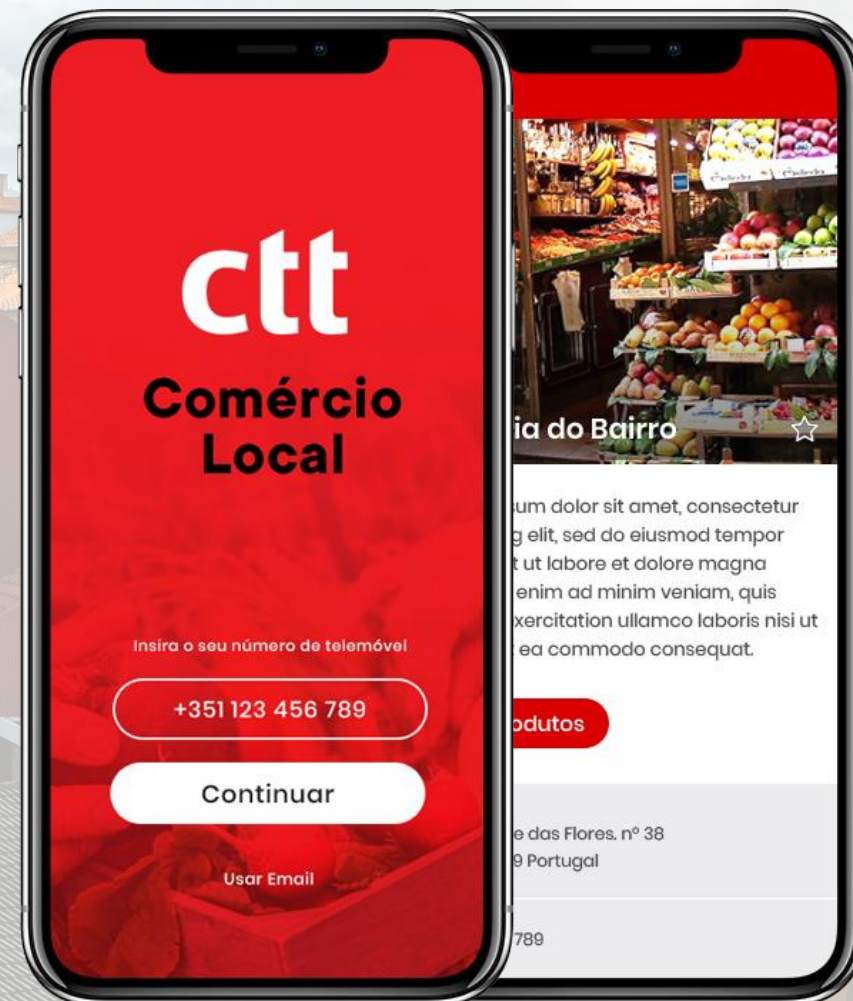 ctt
Comércio
Local
Insira o seu número de telemóvel
+351 123 456 789
Continuar
Usar Email
ia do Bairro
um dolor sit amet, consectetur
g elit, sed do eiusmod tempor
t ut labore et dolore magna
enim ad minim veniam, quis
xercitation ullamco laboris nisi ut
ea commodo consequat.
odutos
e das Flores. nº 38
9 Portugal
789